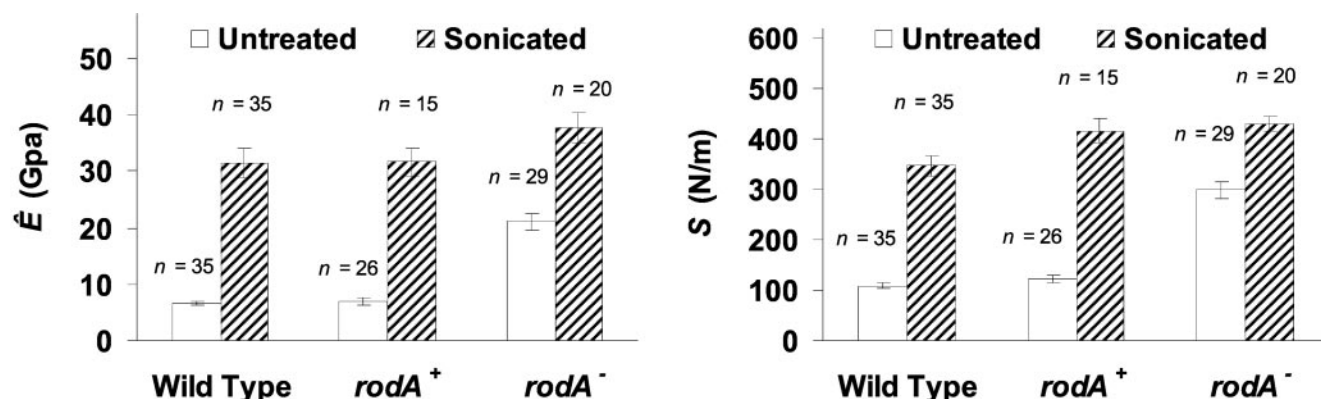 Untreated Sonicated
Ê (Gpa)
50
40
30
20
10
0
n = 35
n = 35
n = 26
n = 15
n = 29
n = 20
Wild Type rodA + rodA -
Untreated Sonicated
S (N/m)
600
500
400
300
200
100
0
n = 35
n = 35
n = 26
n = 15
n = 29
n = 20
Wild Type rodA + rodA -